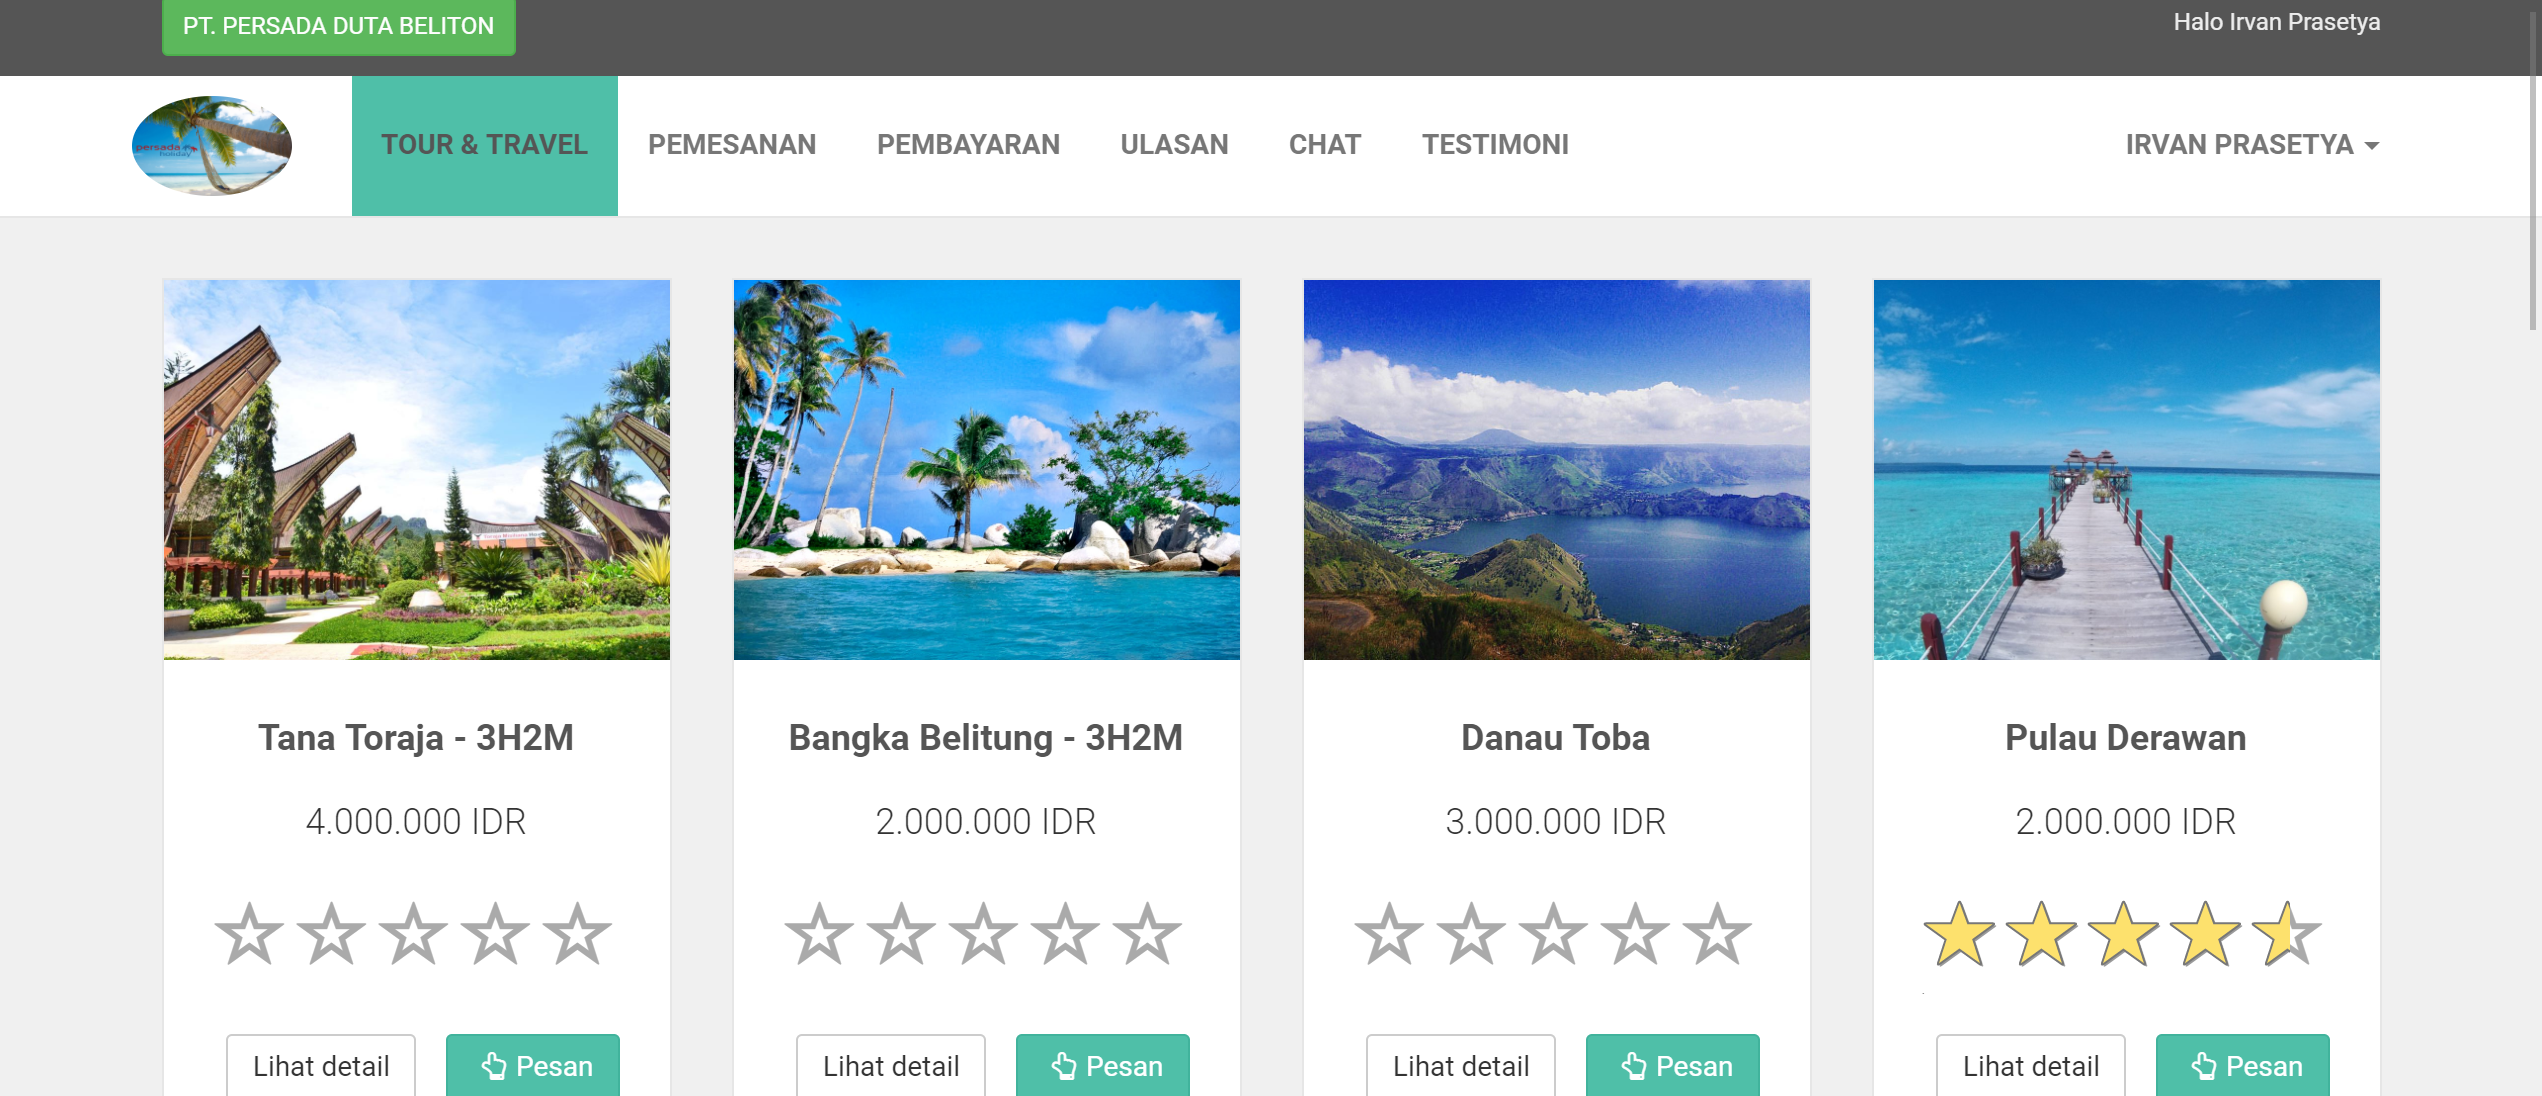 PT. PERSADA DUTA BELITON
Halo Irvan Prasetya
persada
holiday
TOUR & TRAVEL
PEMESANAN
PEMBAYARAN
ULASAN
CHAT
TESTIMONI
IRVAN PRASETYA
Tana Toraja - 3H2M
4.000.000 IDR
Lihat detail
Pesan
Bangka Belitung - 3H2M
2.000.000 IDR
Lihat detail
Pesan
Danau Toba
3.000.000 IDR
Lihat detail
Pesan
Pulau Derawan
2.000.000 IDR
Lihat detail
Pesan